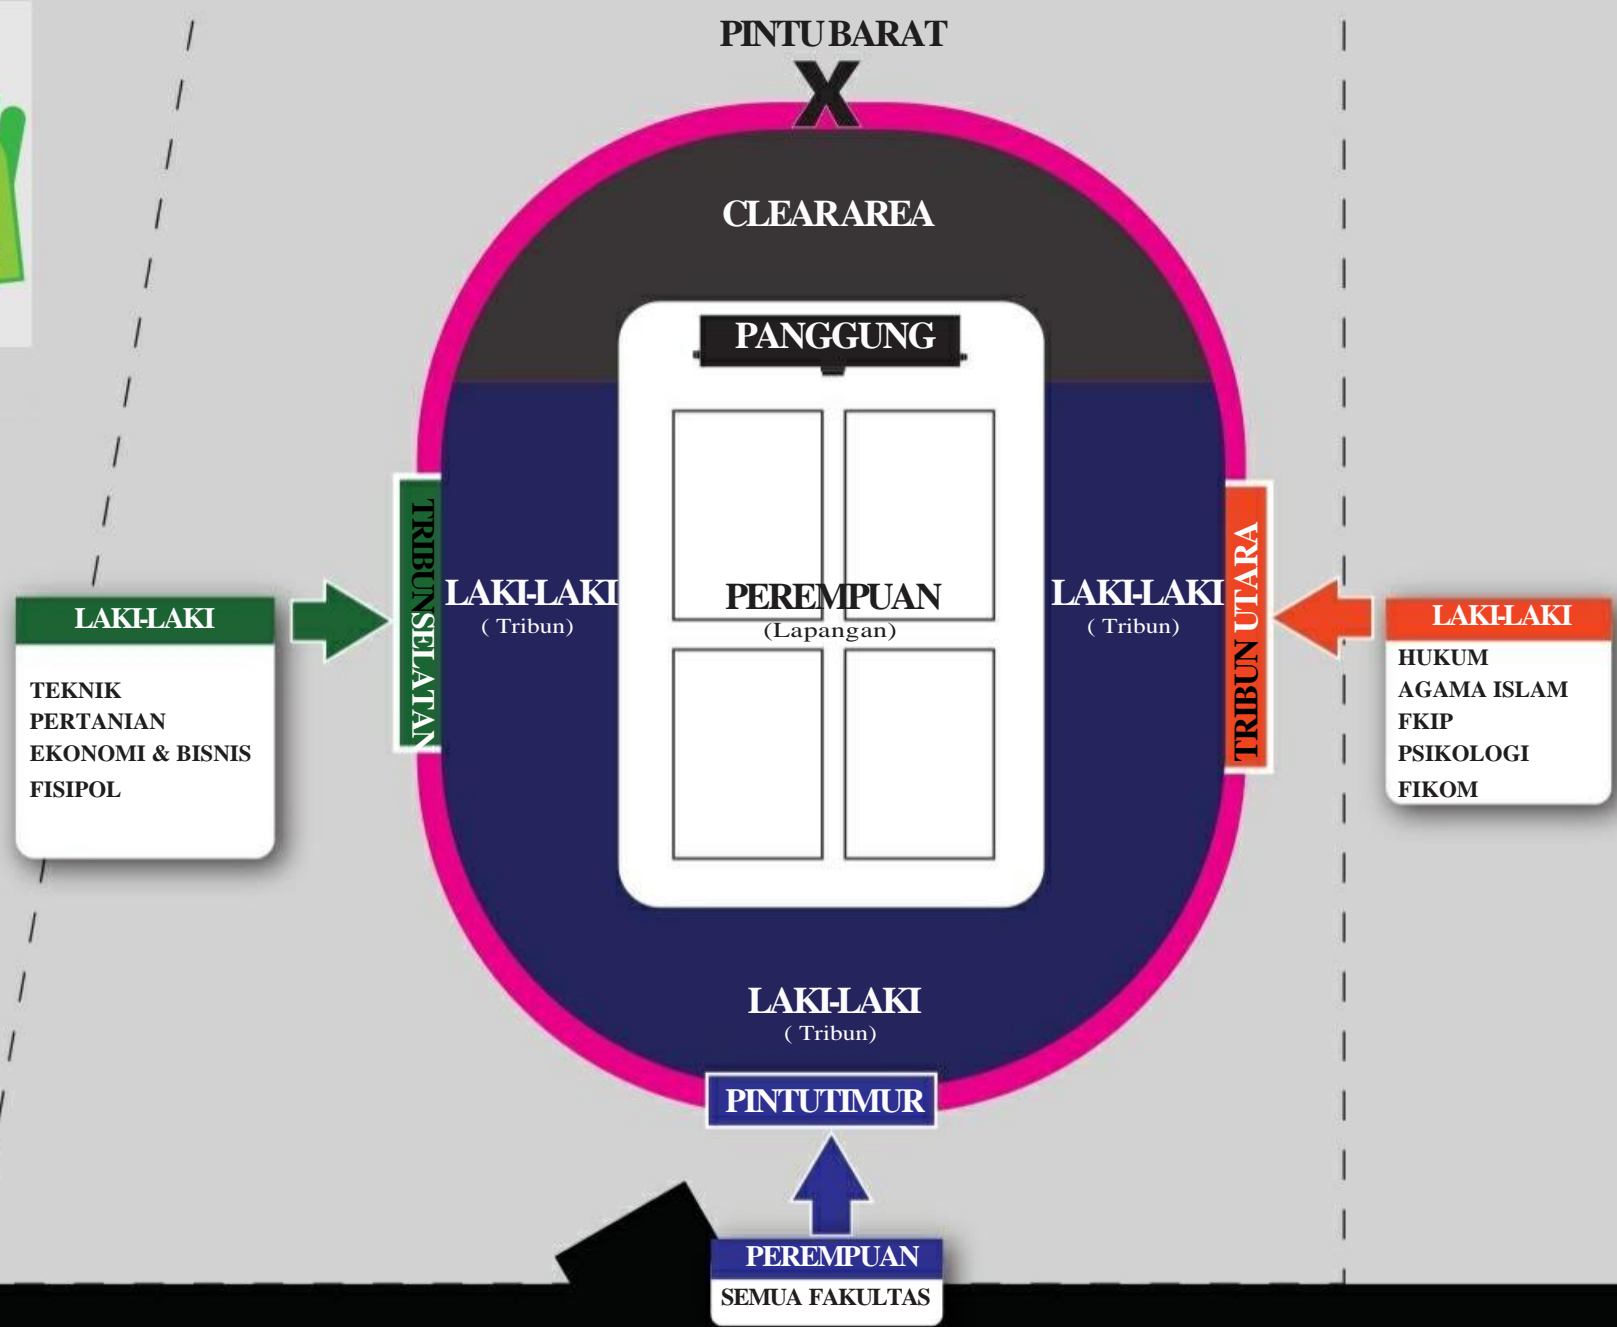 PINTU BARAT
X
CLEAR AREA
PANGGUNG
TRIBUN SELATAN
LAKI-LAKI
( Tribun)
PEREMPUAN
(Lapangan)
LAKI-LAKI
( Tribun)
TRIBUN UTARA
LAKI-LAKI
TEKNIK
PERTANIAN
EKONOMI & BISNIS
FISIPOL
LAKI-LAKI
HUKUM
AGAMA ISLAM
FKIP
PSIKOLOGI
FIKOM
LAKI-LAKI
( Tribun)
PINTU TIMUR
PEREMPUAN
SEMUA FAKULTAS